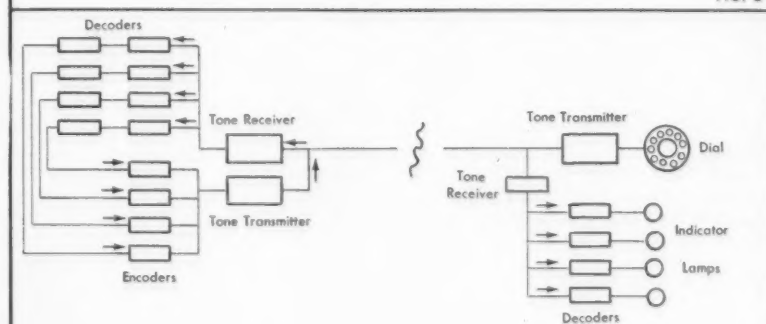 Decoders
Tone Receiver
Tone Transmitter
Encoders
Tone Transmitter
Dial
Tone
Receiver
Indicator
Lamps
Decoders